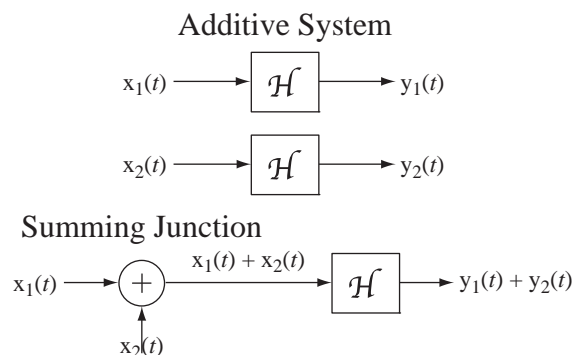 Additive System
x₁(t) ℋ y₁(t)
x₂(t) ℋ y₂(t)
Summing Junction
x₁(t) + x₁(t) + x₂(t) ℋ y₁(t) + y₂(t)
x₂(t)